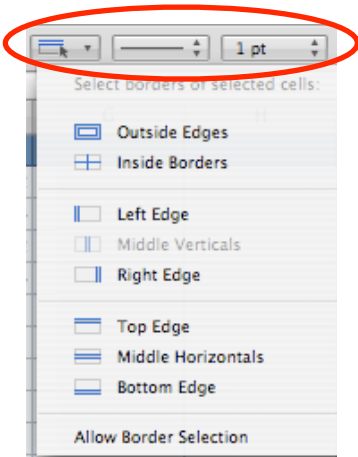 1 pt
Select borders of selected cells:
Outside Edges
Inside Borders
Left Edge
Middle Verticals
Right Edge
Top Edge
Middle Horizontals
Bottom Edge
Allow Border Selection